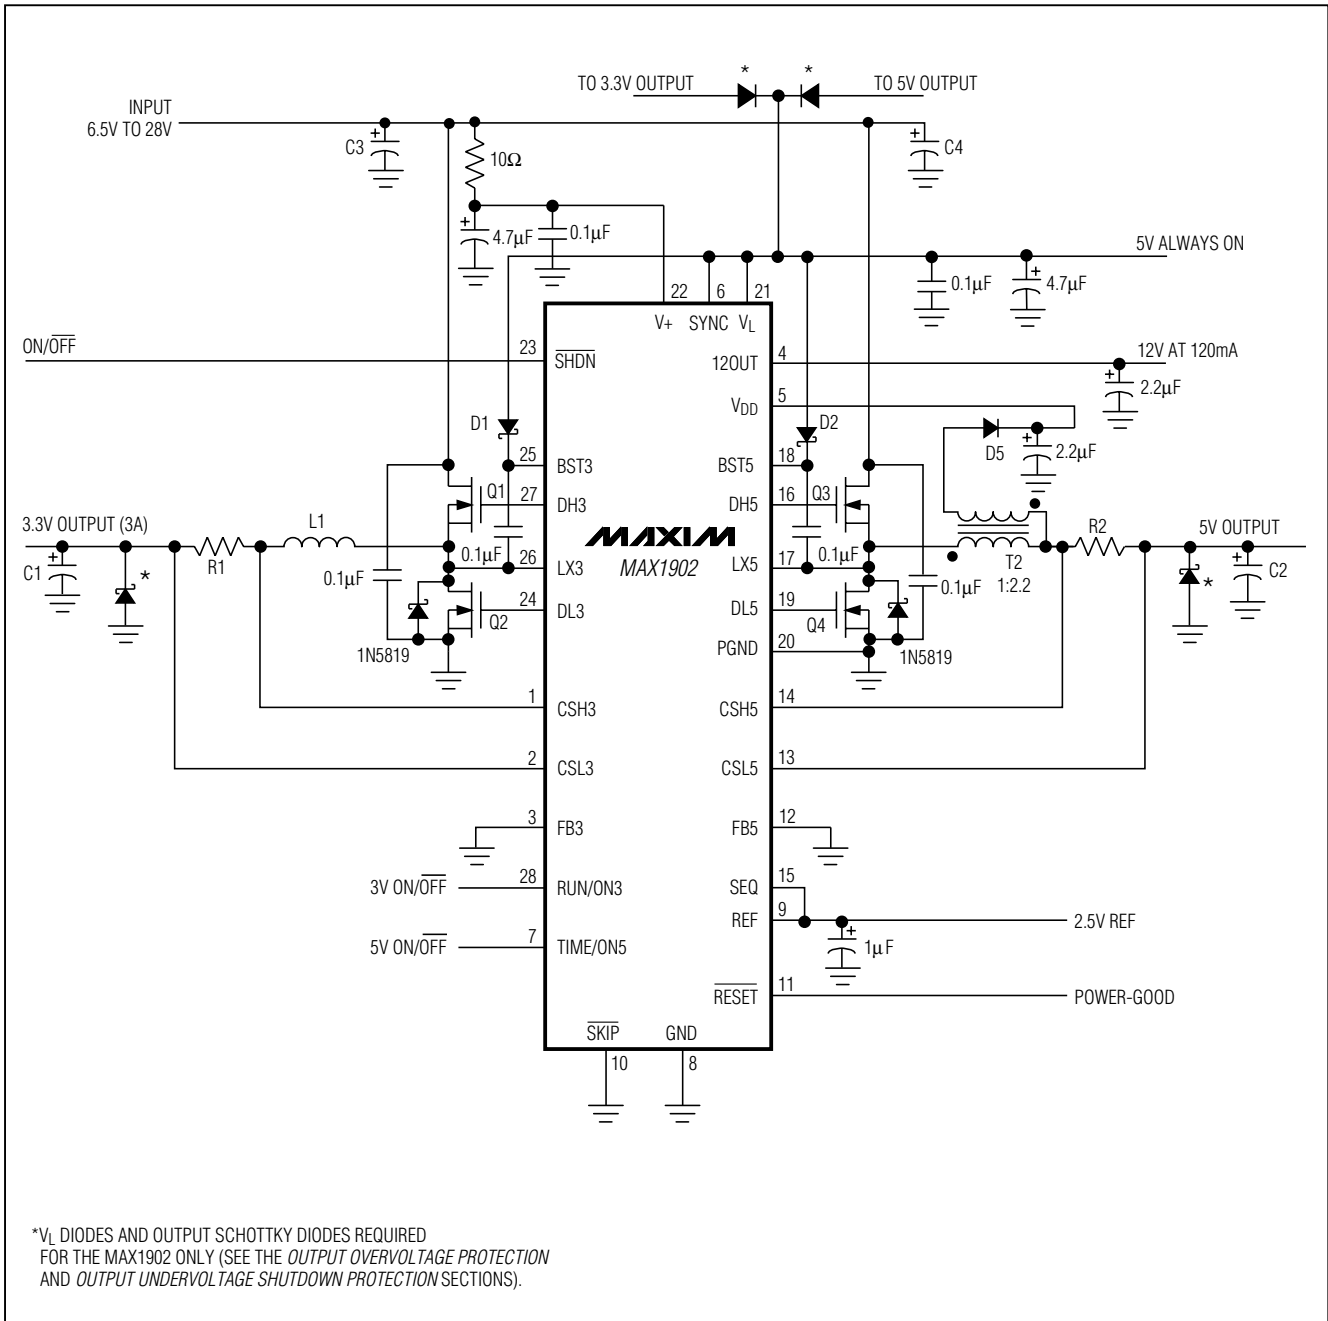 * *
TO 3.3V OUTPUT
TO 5V OUTPUT
INPUT
6.5V TO 28V
+
C3
10Ω
+
C4
+
4.7µF
0.1µF
5V ALWAYS ON
0.1µF
+
4.7µF
22
6
21
V+
SYNC
VL
ON/OFF
23
SHDN
4
12OUT
12V AT 120mA
+
2.2µF
5
VDD
D1
D2
D5
+
2.2µF
25
BST3
18
BST5
Q1
27
DH3
16
DH5
Q3
3.3V OUTPUT (3A)
R1
L1
0.1µF
0.1µF
26
LX3
MAXIM
MAX1902
17
LX5
0.1µF
0.1µF
T2
1:2.2
R2
5V OUTPUT
+
C1
*
*
+
C2
24
DL3
Q2
1N5819
19
DL5
Q4
1N5819
20
PGND
1
CSH3
14
CSH5
2
CSL3
13
CSL5
3
FB3
12
FB5
3V ON/OFF
28
RUN/ON3
15
SEQ
9
REF
2.5V REF
+
1µF
5V ON/OFF
7
TIME/ON5
11
RESET
POWER-GOOD
SKIP
GND
10
8
*VL DIODES AND OUTPUT SCHOTTKY DIODES REQUIRED
FOR THE MAX1902 ONLY (SEE THE OUTPUT OVERVOLTAGE PROTECTION
AND OUTPUT UNDERVOLTAGE SHUTDOWN PROTECTION SECTIONS).